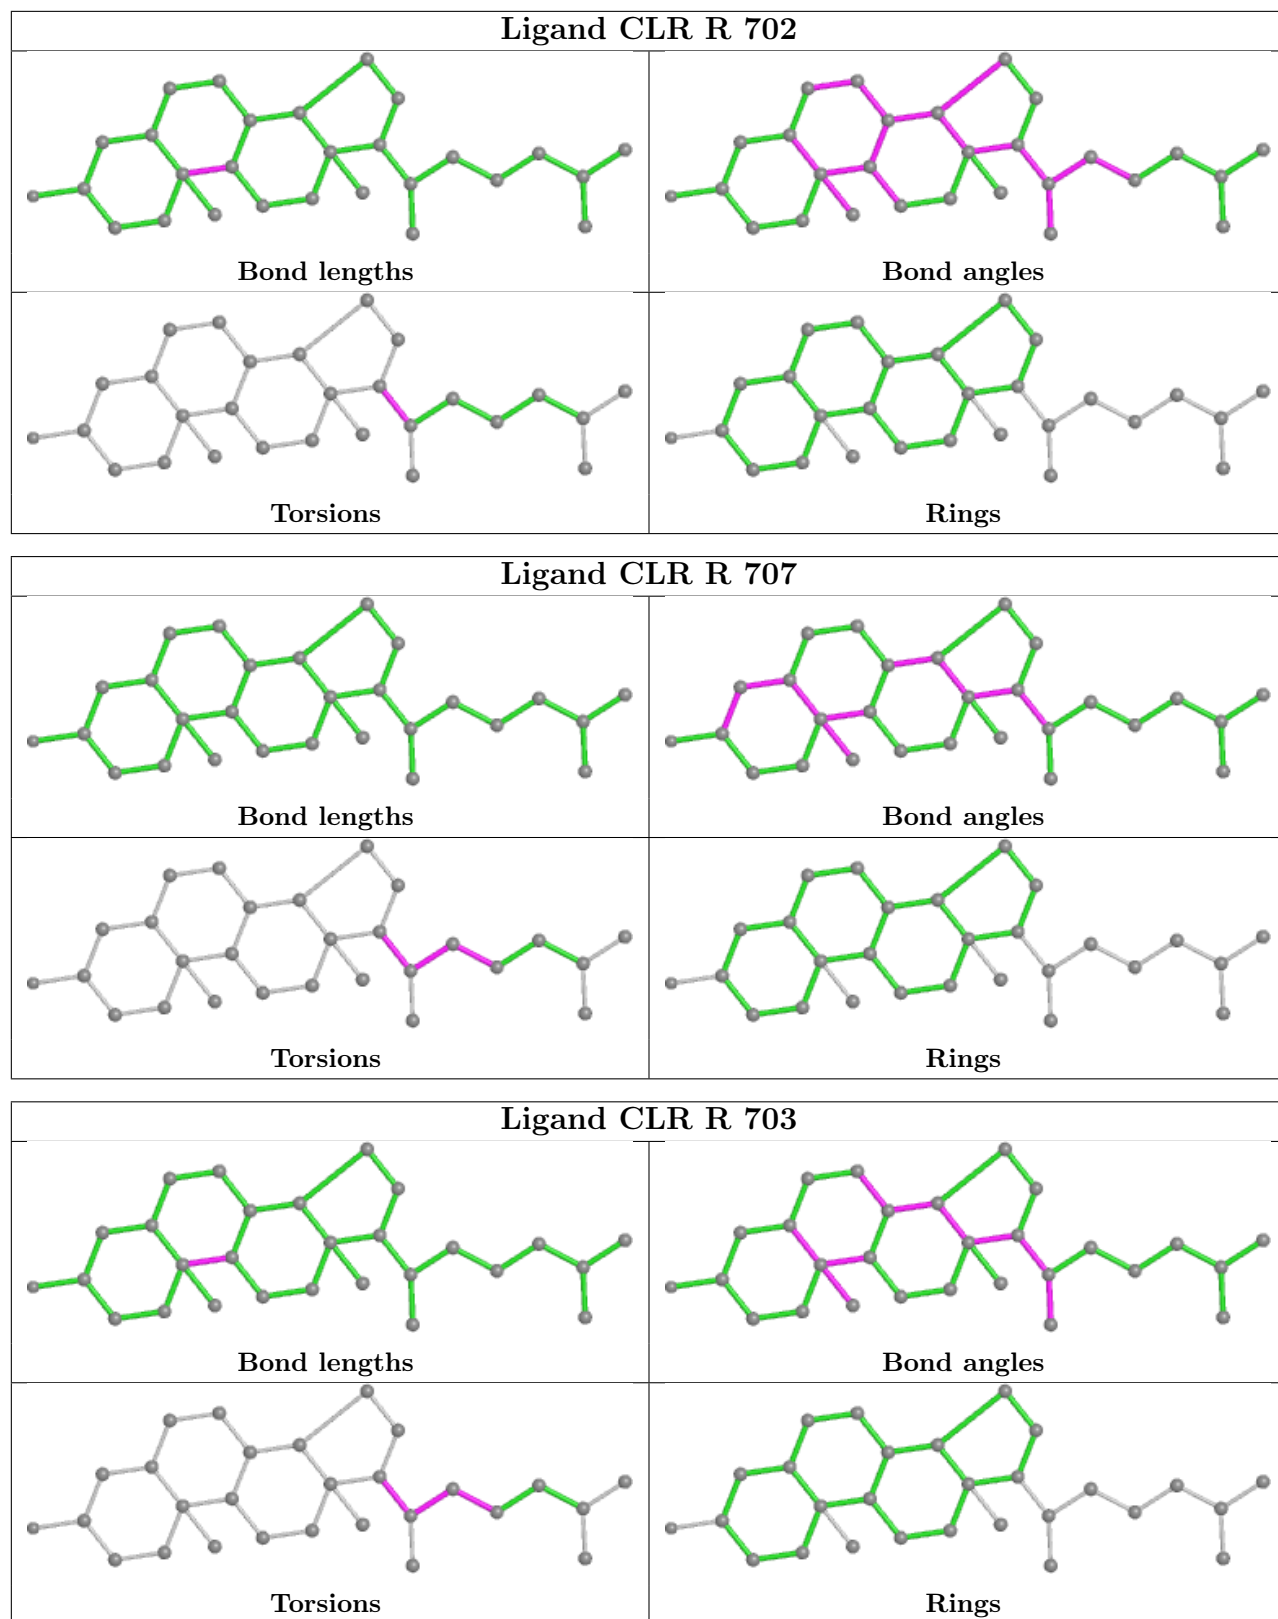 Ligand CLR R 702
Bond lengths
Bond angles
Torsions
Rings
Ligand CLR R 707
Bond lengths
Bond angles
Torsions
Rings
Ligand CLR R 703
Bond lengths
Bond angles
Torsions
Rings